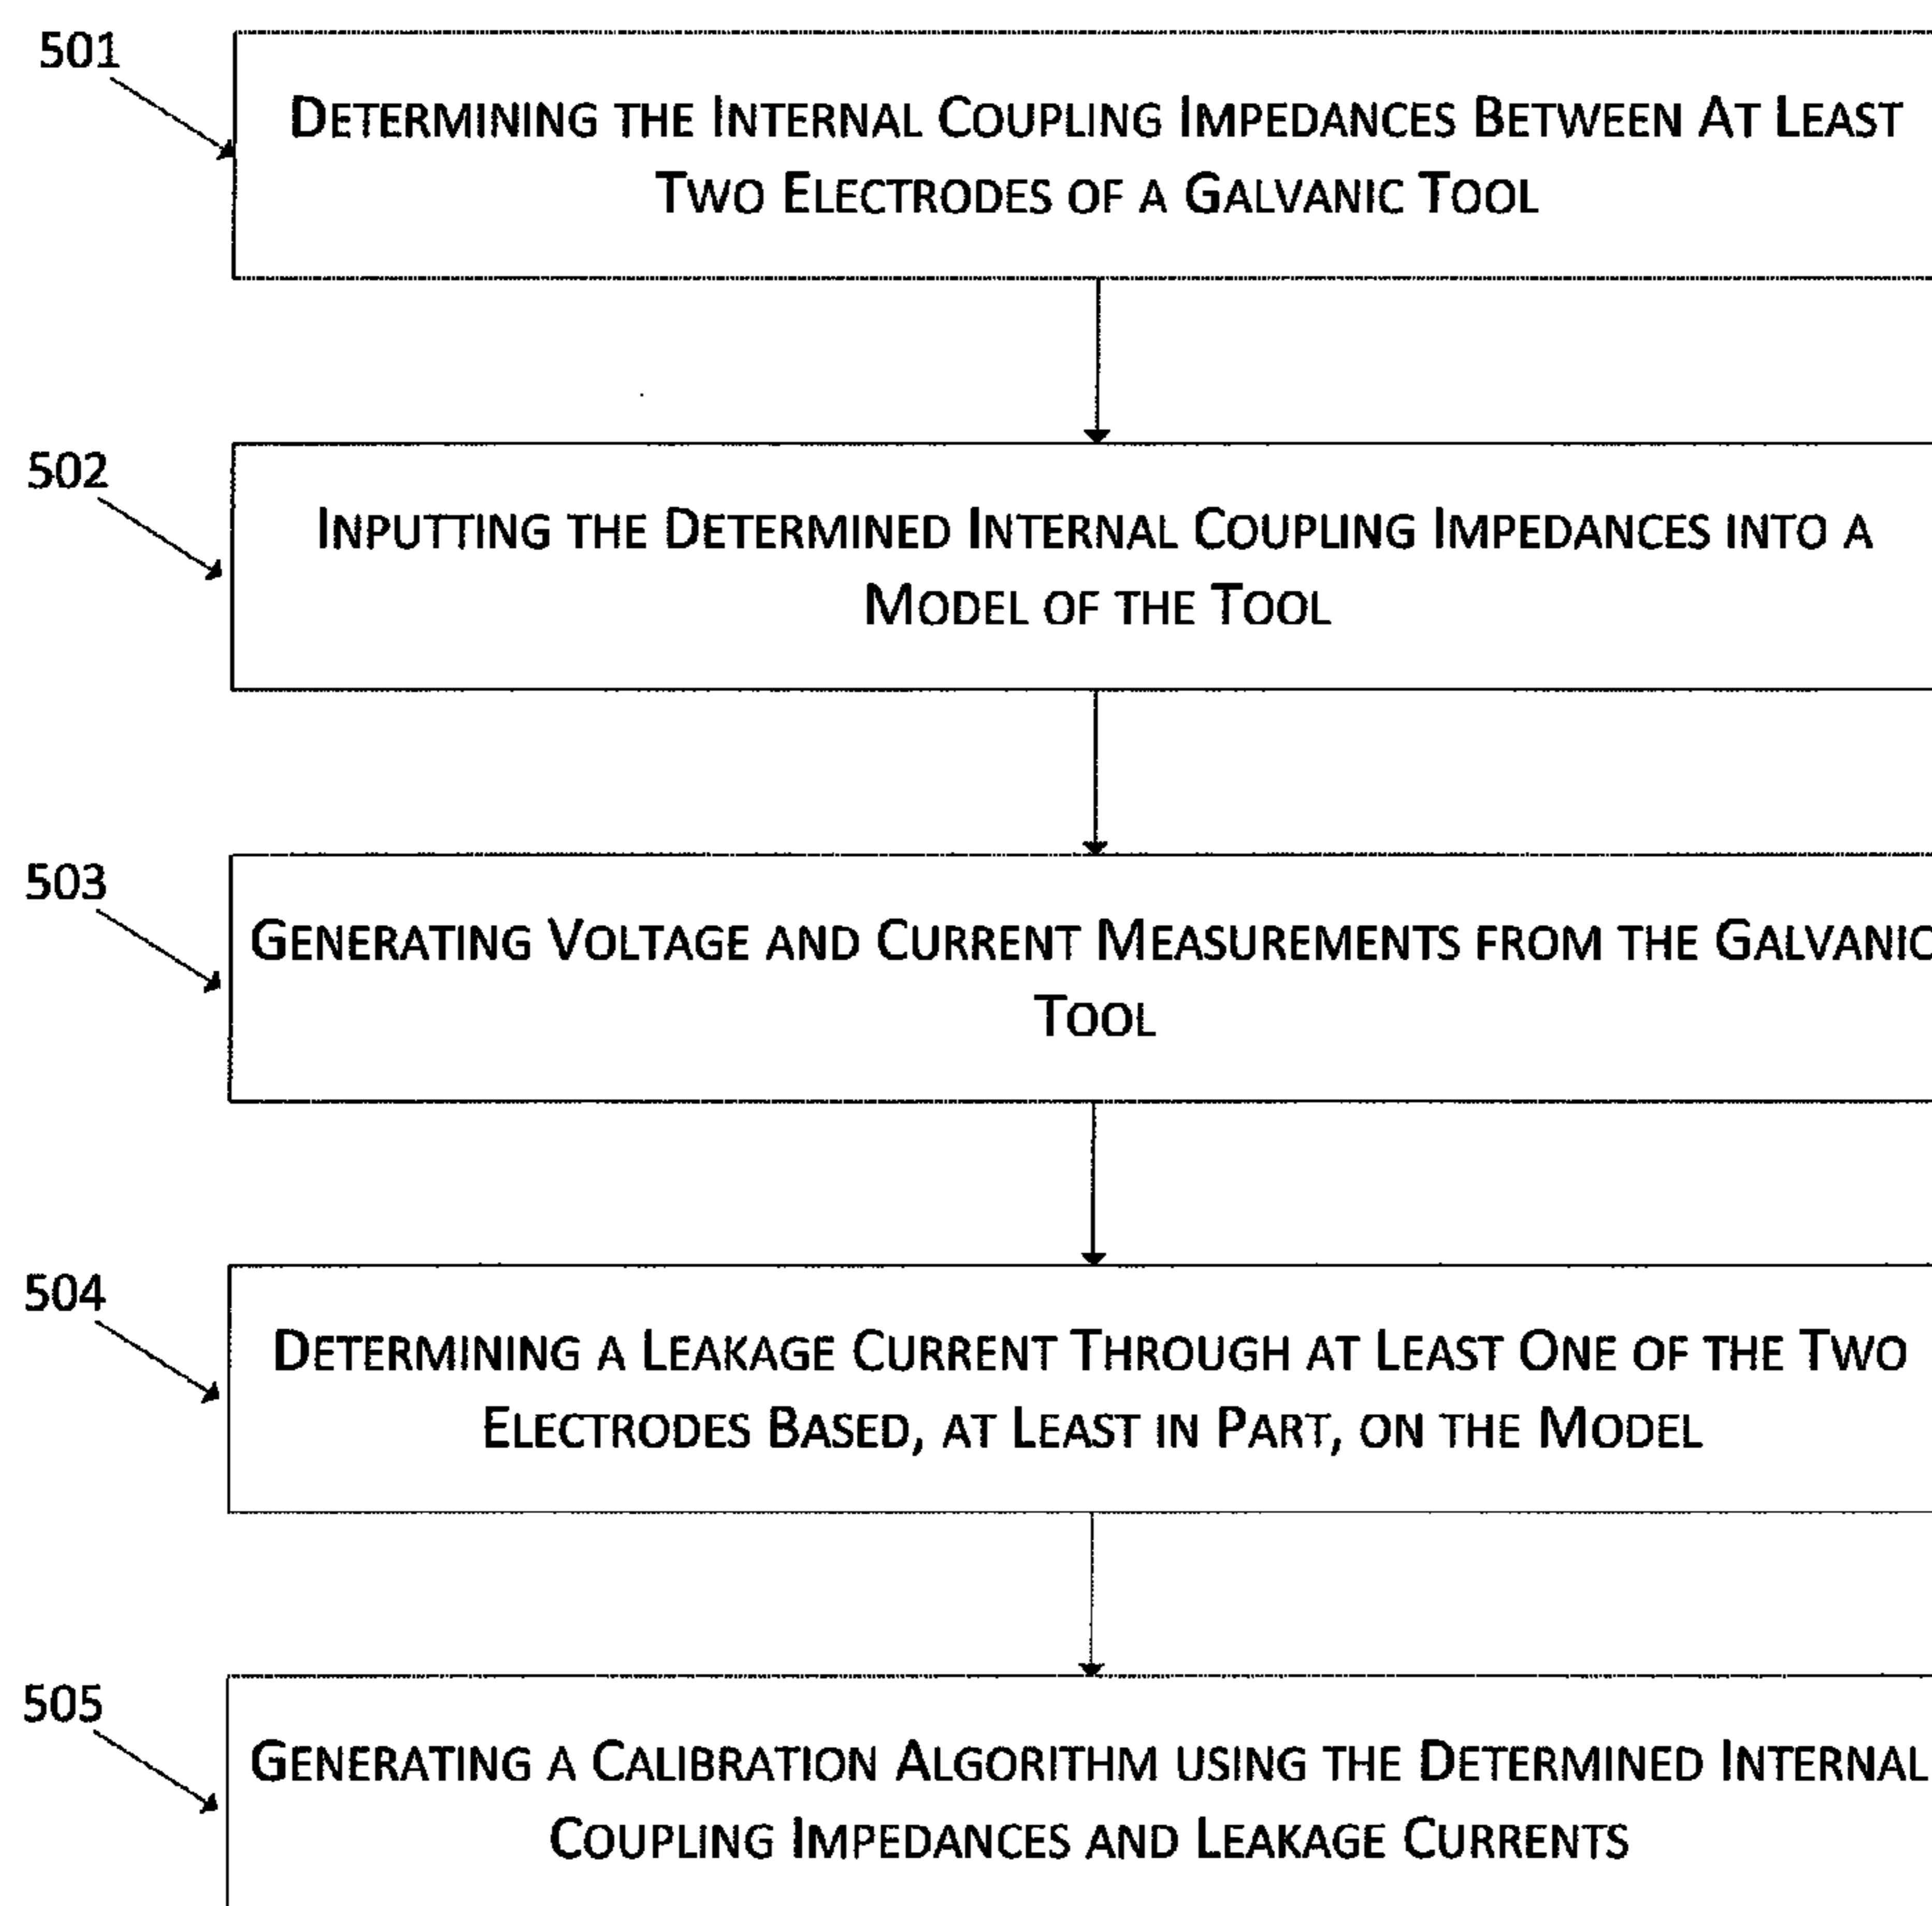 501
DETERMINING THE INTERNAL COUPLING IMPEDANCES BETWEEN AT LEAST
TWO ELECTRODES OF A GALVANIC TOOL
502
INPUTTING THE DETERMINED INTERNAL COUPLING IMPEDANCES INTO A
MODEL OF THE TOOL
503
GENERATING VOLTAGE AND CURRENT MEASUREMENTS FROM THE GALVANIC
TOOL
504
DETERMINING A LEAKAGE CURRENT THROUGH AT LEAST ONE OF THE TWO
ELECTRODES BASED, AT LEAST IN PART, ON THE MODEL
505
GENERATING A CALIBRATION ALGORITHM USING THE DETERMINED INTERNAL
COUPLING IMPEDANCES AND LEAKAGE CURRENTS